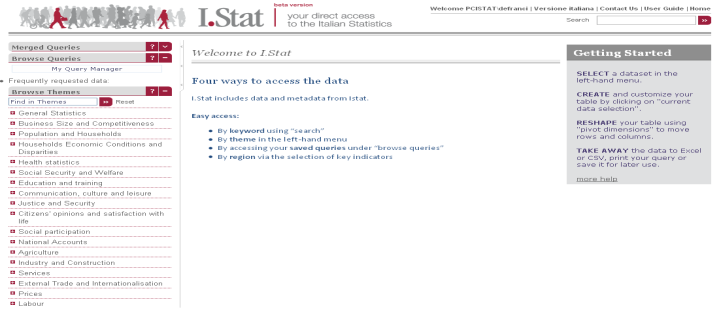 beta version
Welcome PCISTAT\defranci | Versione italiana | Contact Us | User Guide | Home
I.Stat
your direct access
to the Italian Statistics
Search
Merged Queries
Browse Queries
My Query Manager
Frequently requested data:
Browse Themes
Find in Themes
Reset
General Statistics
Business Size and Competitiveness
Population and Households
Households Economic Conditions and
Disparities
Health statistics
Social Security and Welfare
Education and training
Communication, culture and leisure
Justice and Security
Citizens' opinions and satisfaction with
life
Social participation
National Accounts
Agriculture
Industry and Construction
Services
External Trade and Internationalisation
Prices
Labour
Welcome to I.Stat
Four ways to access the data
I.Stat includes data and metadata from Istat.
Easy access:
By keyword using "search"
By theme in the left-hand menu
By accessing your saved queries under "browse queries"
By region via the selection of key indicators
Getting Started
SELECT a dataset in the
left-hand menu.
CREATE and customize your
table by clicking on "current
data selection".
RESHAPE your table using
"pivot dimensions" to move
rows and columns.
TAKE AWAY the data to Excel
or CSV, print your query or
save it for later use.
more help